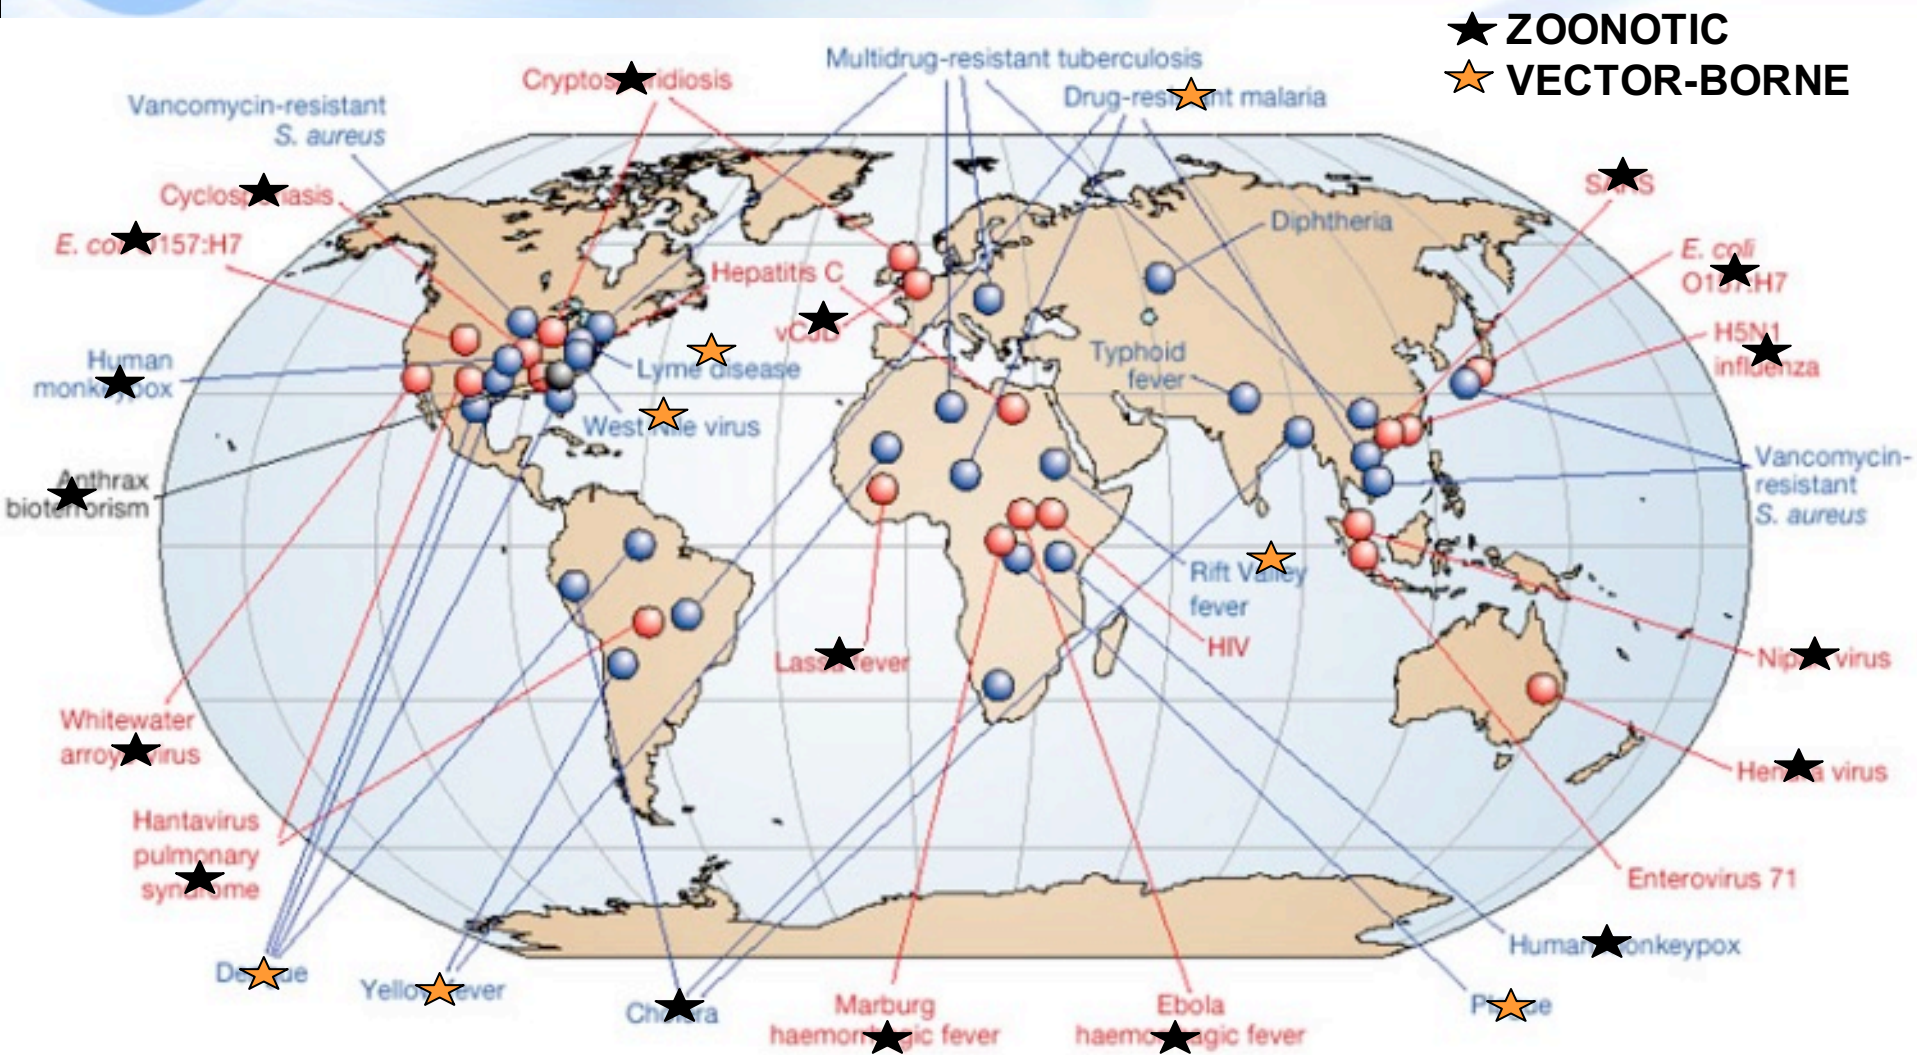 ZOONOTIC
VECTOR-BORNE
Multidrug-resistant tuberculosis
Cryptosporidiosis
Drug-resistant malaria
Vancomycin-resistant
S. aureus
Cyclosporiasis
SARS
E. coli O157:H7
Diphtheria
E. coli
O157:H7
Hepatitis C
vCJD
H5N1
influenza
Human
monkeypox
Lyme disease
Typhoid
fever
West Nile virus
Anthrax
bioterrorism
Vancomycin-
resistant
S. aureus
Rift Valley
fever
HIV
Lassa fever
Nipah virus
Whitewater
arroyo virus
Hendra virus
Hantavirus
pulmonary
syndrome
Enterovirus 71
Human monkeypox
Dengue
Yellow fever
Cholera
Marburg
haemorrhagic fever
Ebola
haemorrhagic fever
Plague